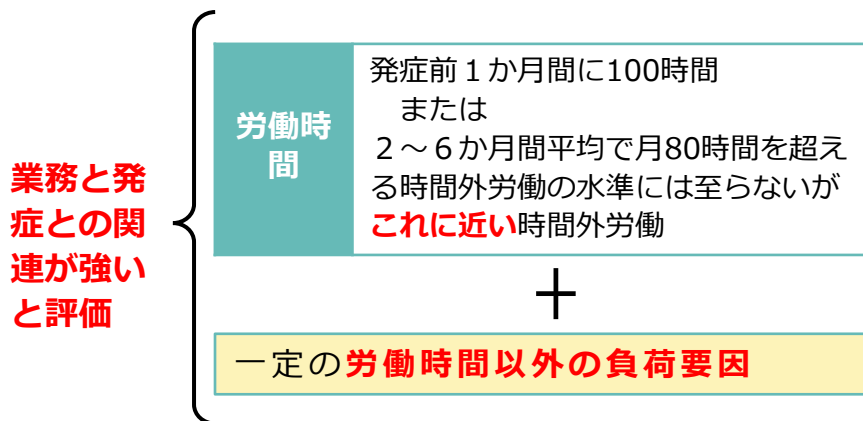 業務と発
症との関
連が強い
と評価
労働時
間
発症前１か月間に100時間
または
２～６か月間平均で月80時間を超え
る時間外労働の水準には至らないが
これに近い時間外労働
＋
一定の労働時間以外の負荷要因